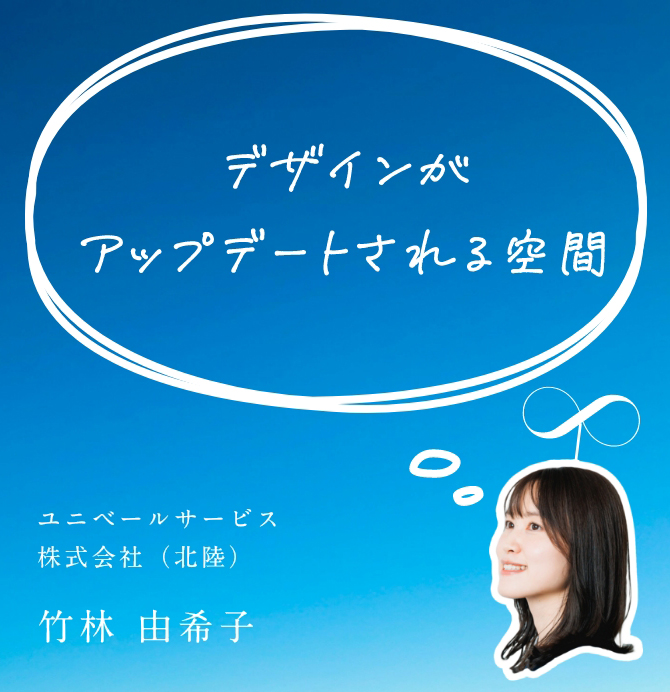 デザインが
アップデートされる空間
ユニベールサービス
株式会社（北陸）
竹林 由希子